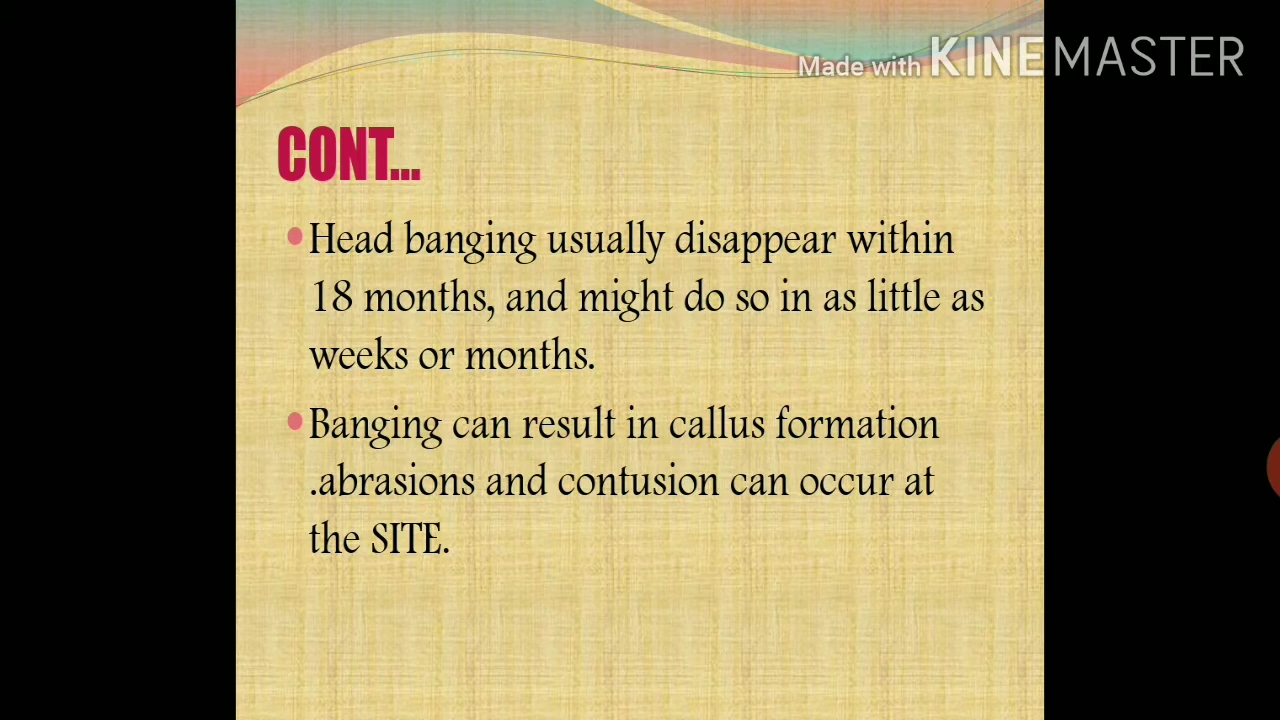 Made with KINEMASTER
CONT...
Head banging usually disappear within
18 months, and might do so in as little as
weeks or months.
Banging can result in callus formation
.abrasions and contusion can occur at
the SITE.